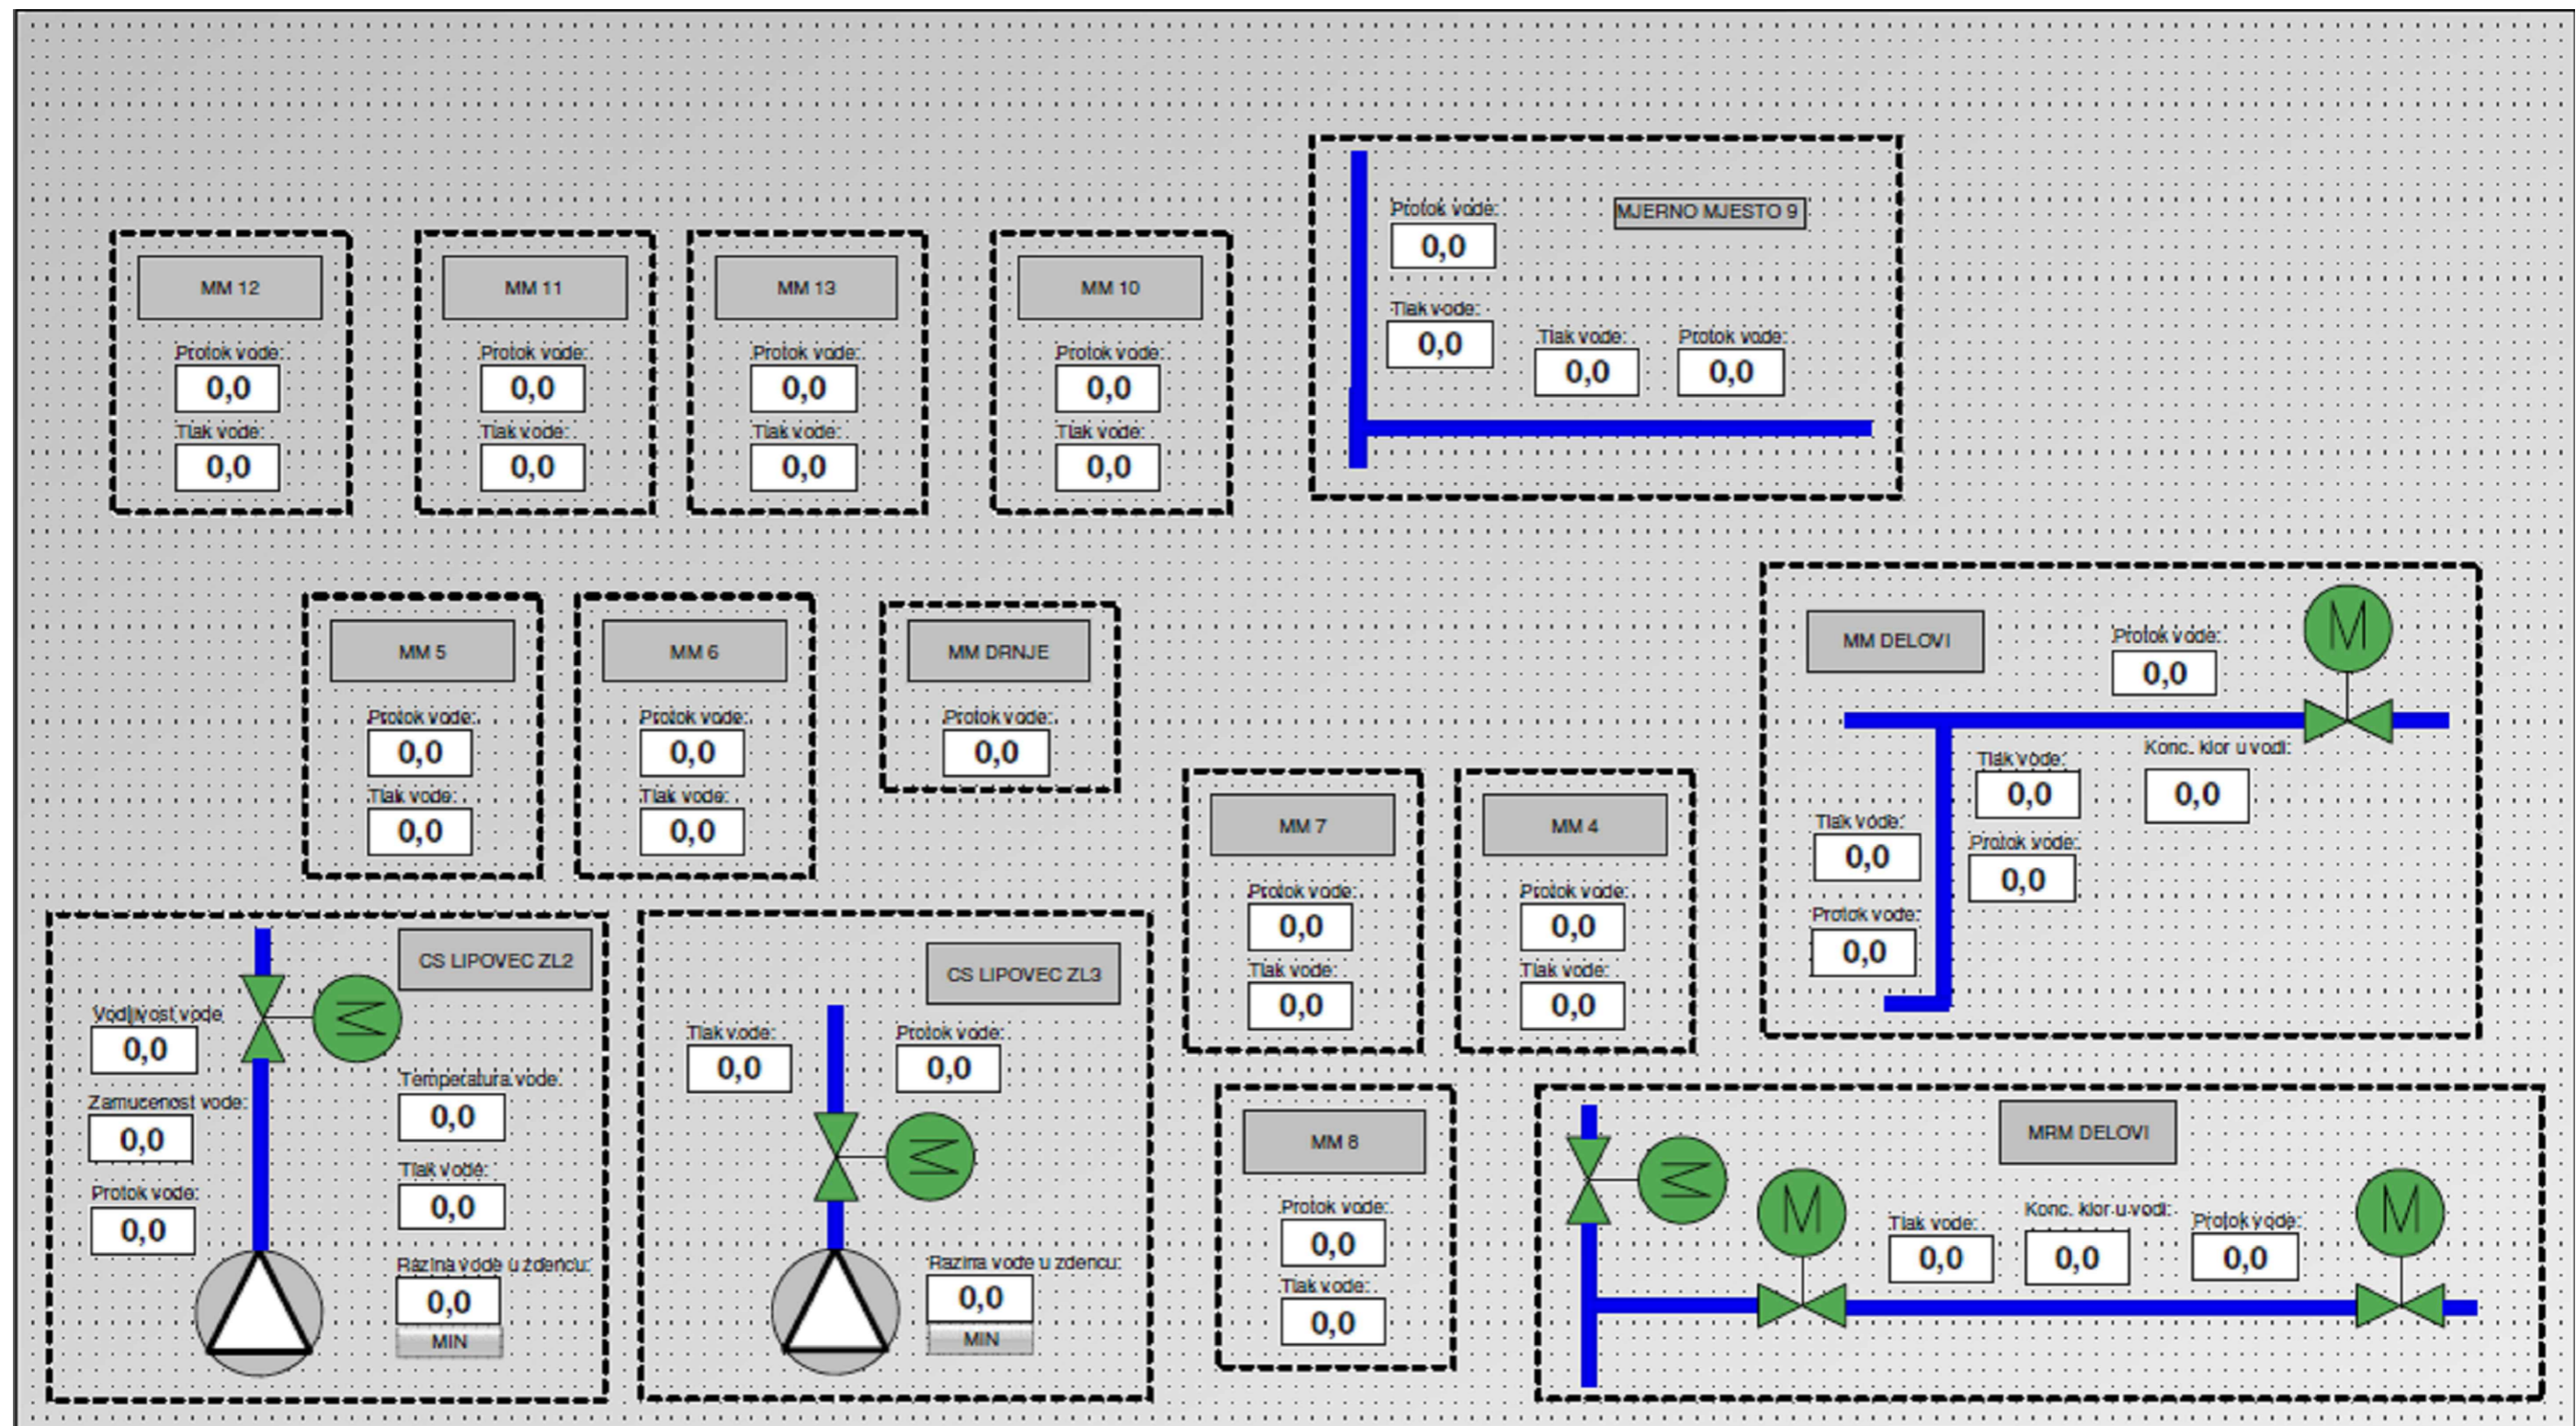 MM 12
Protok vode:
0,0
Tlak vode:
0,0
MM 11
Protok vode:
0,0
Tlak vode:
0,0
MM 13
Protok vode:
0,0
Tlak vode:
0,0
MM 10
Protok vode:
0,0
Tlak vode:
0,0
MJERNO MJESTO 9
Protok vode:
0,0
Tlak vode:
0,0
Tlak vode:
0,0
Protok vode:
0,0
MM 5
Protok vode:
0,0
Tlak vode:
0,0
MM 6
Protok vode:
0,0
Tlak vode:
0,0
MM DRNJE
Protok vode:
0,0
MM 7
Protok vode:
0,0
Tlak vode:
0,0
MM 4
Protok vode:
0,0
Tlak vode:
0,0
MM DELOVI
Protok vode:
0,0
M
Tlak vode:
0,0
Konc. klor u vodi:
0,0
Tlak vode:
0,0
Protok vode:
0,0
Protok vode:
0,0
CS LIPOVEC ZL2
M
Vodljivost vode
0,0
Temperatura vode:
0,0
Zamucenost vode:
0,0
Tlak vode:
0,0
Protok vode:
0,0
Razina vode u zdencu:
0,0
MIN
CS LIPOVEC ZL3
Tlak vode:
0,0
Protok vode:
0,0
M
Razina vode u zdencu:
0,0
MIN
MM 8
Protok vode:
0,0
Tlak vode:
0,0
MRM DELOVI
M
M
Tlak vode:
0,0
Konc. klor u vodi:
0,0
Protok vode:
0,0
M